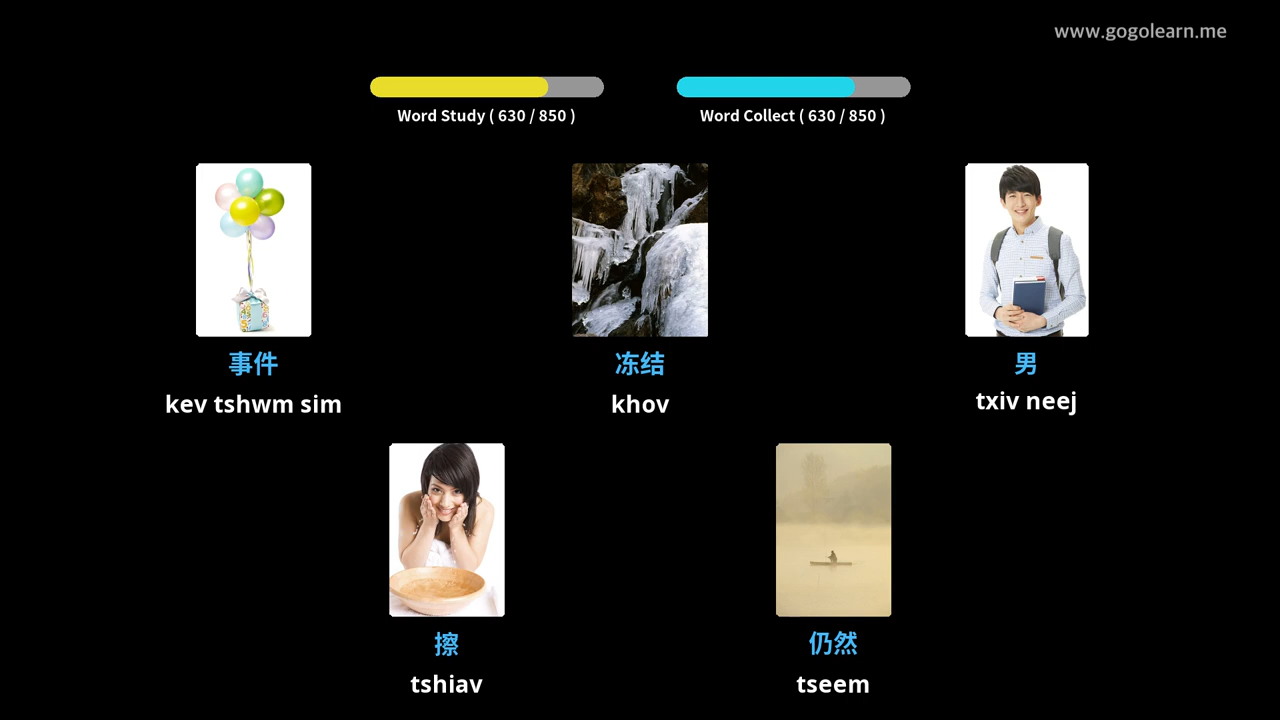 www.gogolearn.me
Word Study ( 630 / 850 )
Word Collect ( 630 / 850 )
事件
kev tshwm sim
冻结
khov
男
txiv neej
擦
tshiav
仍然
tseem